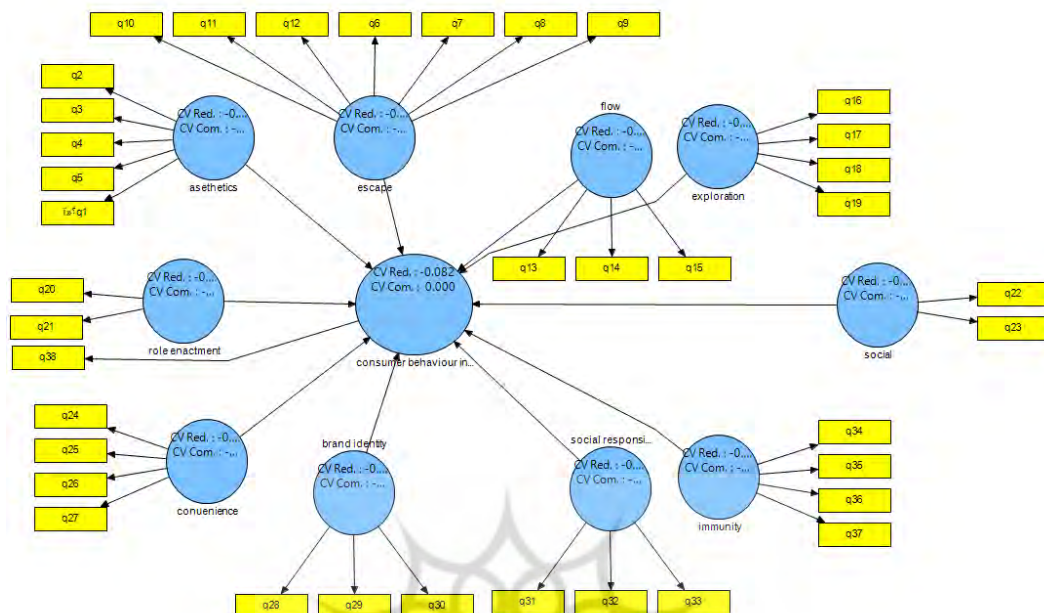 q10
q11
q12
q6
q7
q8
q9
q2
q3
q4
q5
CV Red. : -0....
CV Com. : -...
asethetics
CV Red. : -0....
CV Com. : -...
escape
flow
CV Red. : -0....
CV Com. : -...
CV Red. : -0....
CV Com. : -...
exploration
q16
q17
q18
q19
q13
q14
q15
q20
q21
q38
CV Red. : -0....
CV Com. : -...
role enactment
CV Red. : -0.082
CV Com. : 0.000
consumer behaviour in...
CV Red. : -0....
CV Com. : -...
social
q22
q23
q24
q25
q26
q27
CV Red. : -0....
CV Com. : -...
conuenience
brand identity
CV Red. : -0....
CV Com. : -...
social responsi...
CV Red. : -0....
CV Com. : -...
CV Red. : -0....
CV Com. : -...
immunity
q34
q35
q36
q37
q28
q29
q30
q31
q32
q33